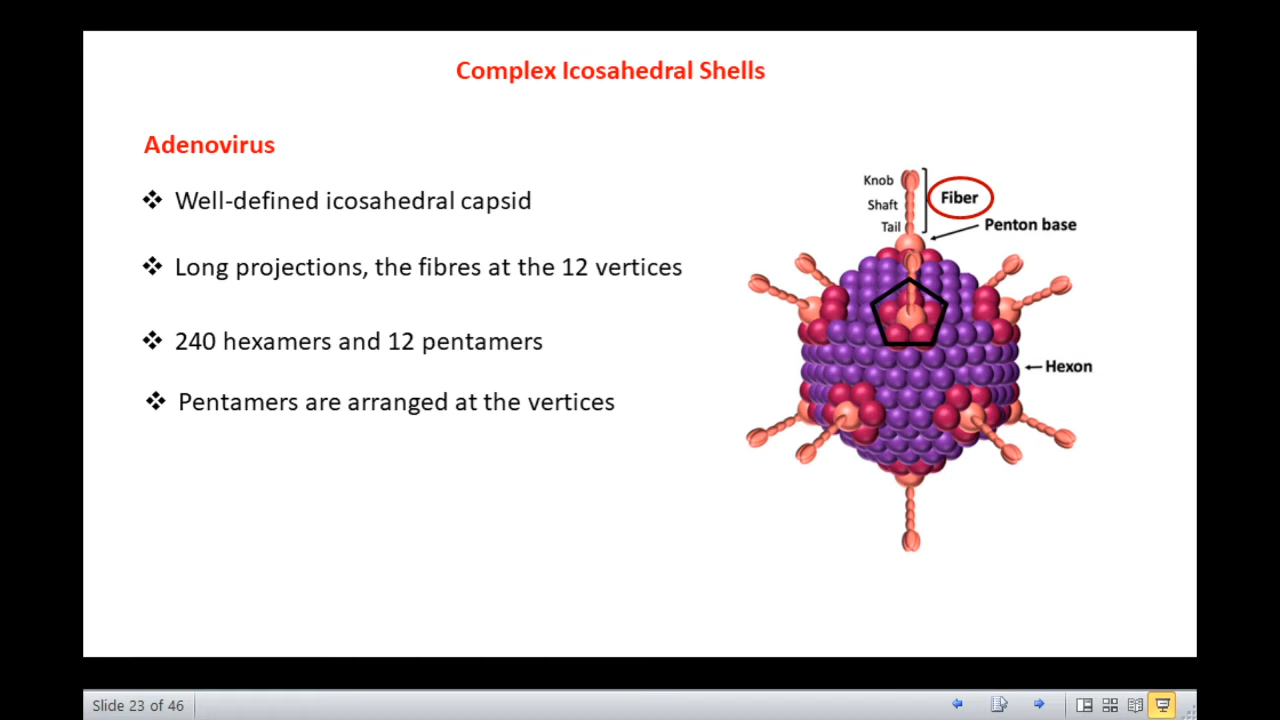 Complex Icosahedral Shells
Adenovirus
❖ Well-defined icosahedral capsid
❖ Long projections, the fibres at the 12 vertices
❖ 240 hexamers and 12 pentamers
❖ Pentamers are arranged at the vertices
Knob
Shaft
Tail
Fiber
Penton base
Hexon
Slide 23 of 46